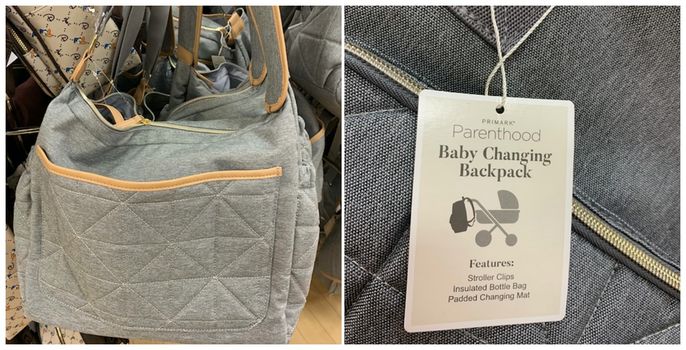 PRIMARK®
Parenthood
Baby Changing
Backpack
Features:
Stroller Clips
Insulated Bottle Bag
Padded Changing Mat